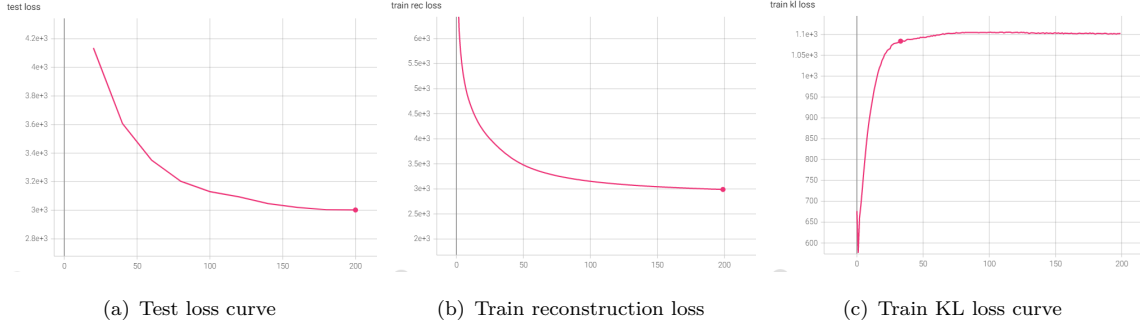 test loss
4.2e+3
4e+3
3.8e+3
3.6e+3
3.4e+3
3.2e+3
3e+3
2.8e+3
0 50 100 150 200
(a) Test loss curve
train rec loss
6e+3
5.5e+3
5e+3
4.5e+3
4e+3
3.5e+3
3e+3
2.5e+3
2e+3
0 50 100 150 200
(b) Train reconstruction loss
train kl loss
1.1e+3
1.05e+3
1e+3
950
900
850
800
750
700
650
600
0 50 100 150 200
(c) Train KL loss curve